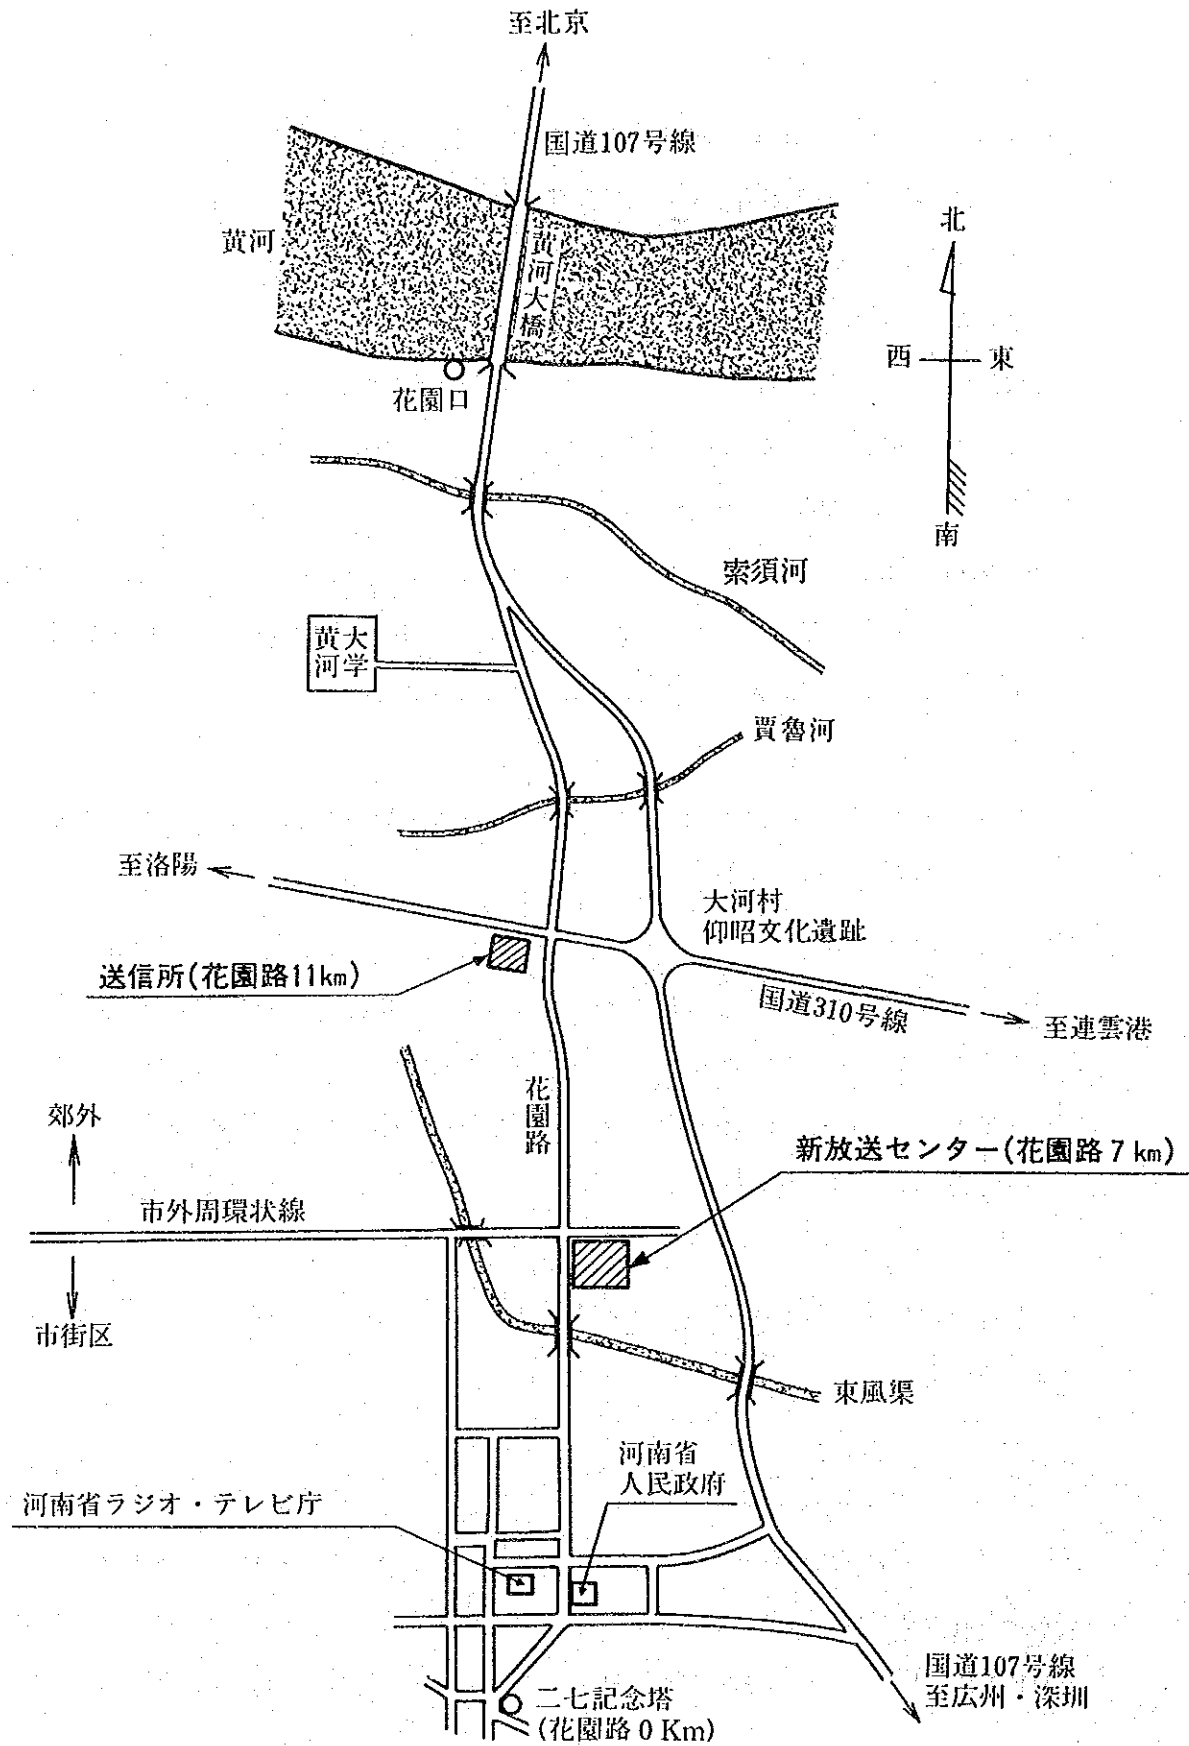 至北京
国道107号線
黄河
黄河大橋
北
西
東
南
花園口
索須河
黄大
河学
賈魯河
至洛陽
大河村
仰昭文化遺址
送信所(花園路11km)
国道310号線
至連雲港
花園路
郊外
新放送センター(花園路7km)
市外周環状線
市街区
東風渠
河南省
人民政府
河南省ラジオ・テレビ庁
国道107号線
至広州・深圳
二七記念塔
(花園路0Km)